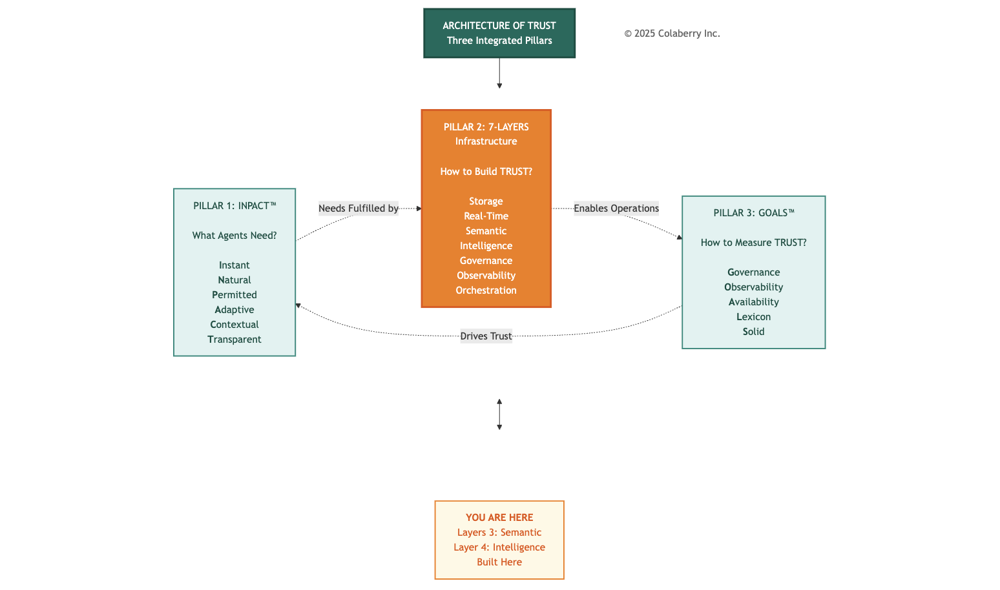 ARCHITECTURE OF TRUST
Three Integrated Pillars
© 2025 Colaberry Inc.
PILLAR 1: INPACT™
What Agents Need?
Instant
Natural
Permitted
Adaptive
Contextual
Transparent
Needs Fulfilled by
PILLAR 2: 7-LAYERS
Infrastructure
How to Build TRUST?
Storage
Real-Time
Semantic
Intelligence
Governance
Observability
Orchestration
Enables Operations
PILLAR 3: GOALS™
How to Measure TRUST?
Governance
Observability
Availability
Lexicon
Solid
Drives Trust
YOU ARE HERE
Layers 3: Semantic
Layer 4: Intelligence
Built Here